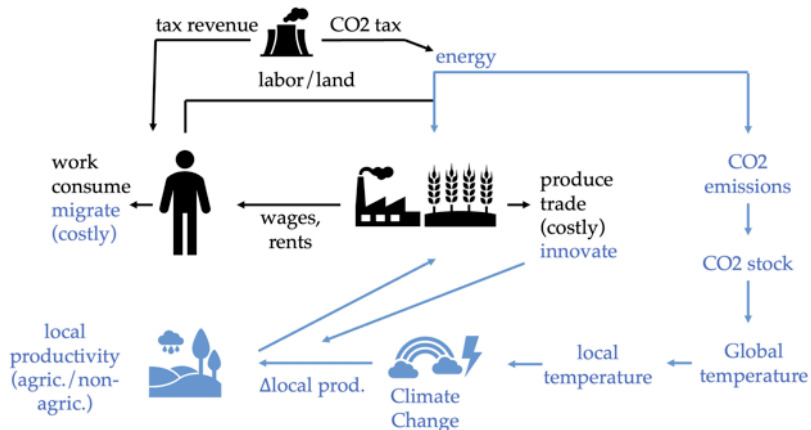 tax revenue
CO2 tax
energy
labor/land
work
consume
migrate
(costly)
wages,
rents
produce
trade
(costly)
innovate
CO2
emissions
CO2 stock
local
productivity
(agric./non-
agric.)
Δlocal prod.
Climate
Change
local
temperature
Global
temperature